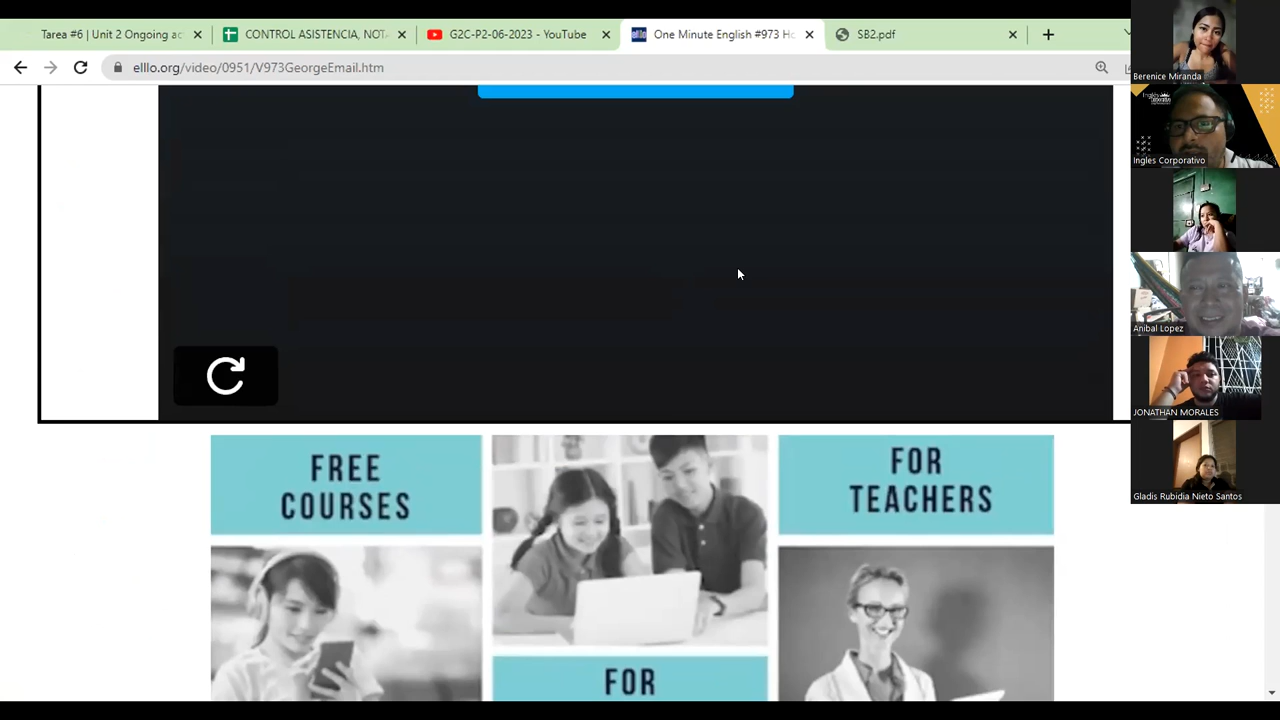 Tarea #6 | Unit 2 Ongoing ac
CONTROL ASISTENCIA, NOT
G2C-P2-06-2023 - YouTube
One Minute English #973 Ho
SB2.pdf
elllo.org/video/0951/V973GeorgeEmail.htm
Berenice Miranda
Ingles Corporativo
Anibal Lopez
JONATHAN MORALES
Gladis Rubidia Nieto Santos
FREE
COURSES
FOR
TEACHERS
FOR